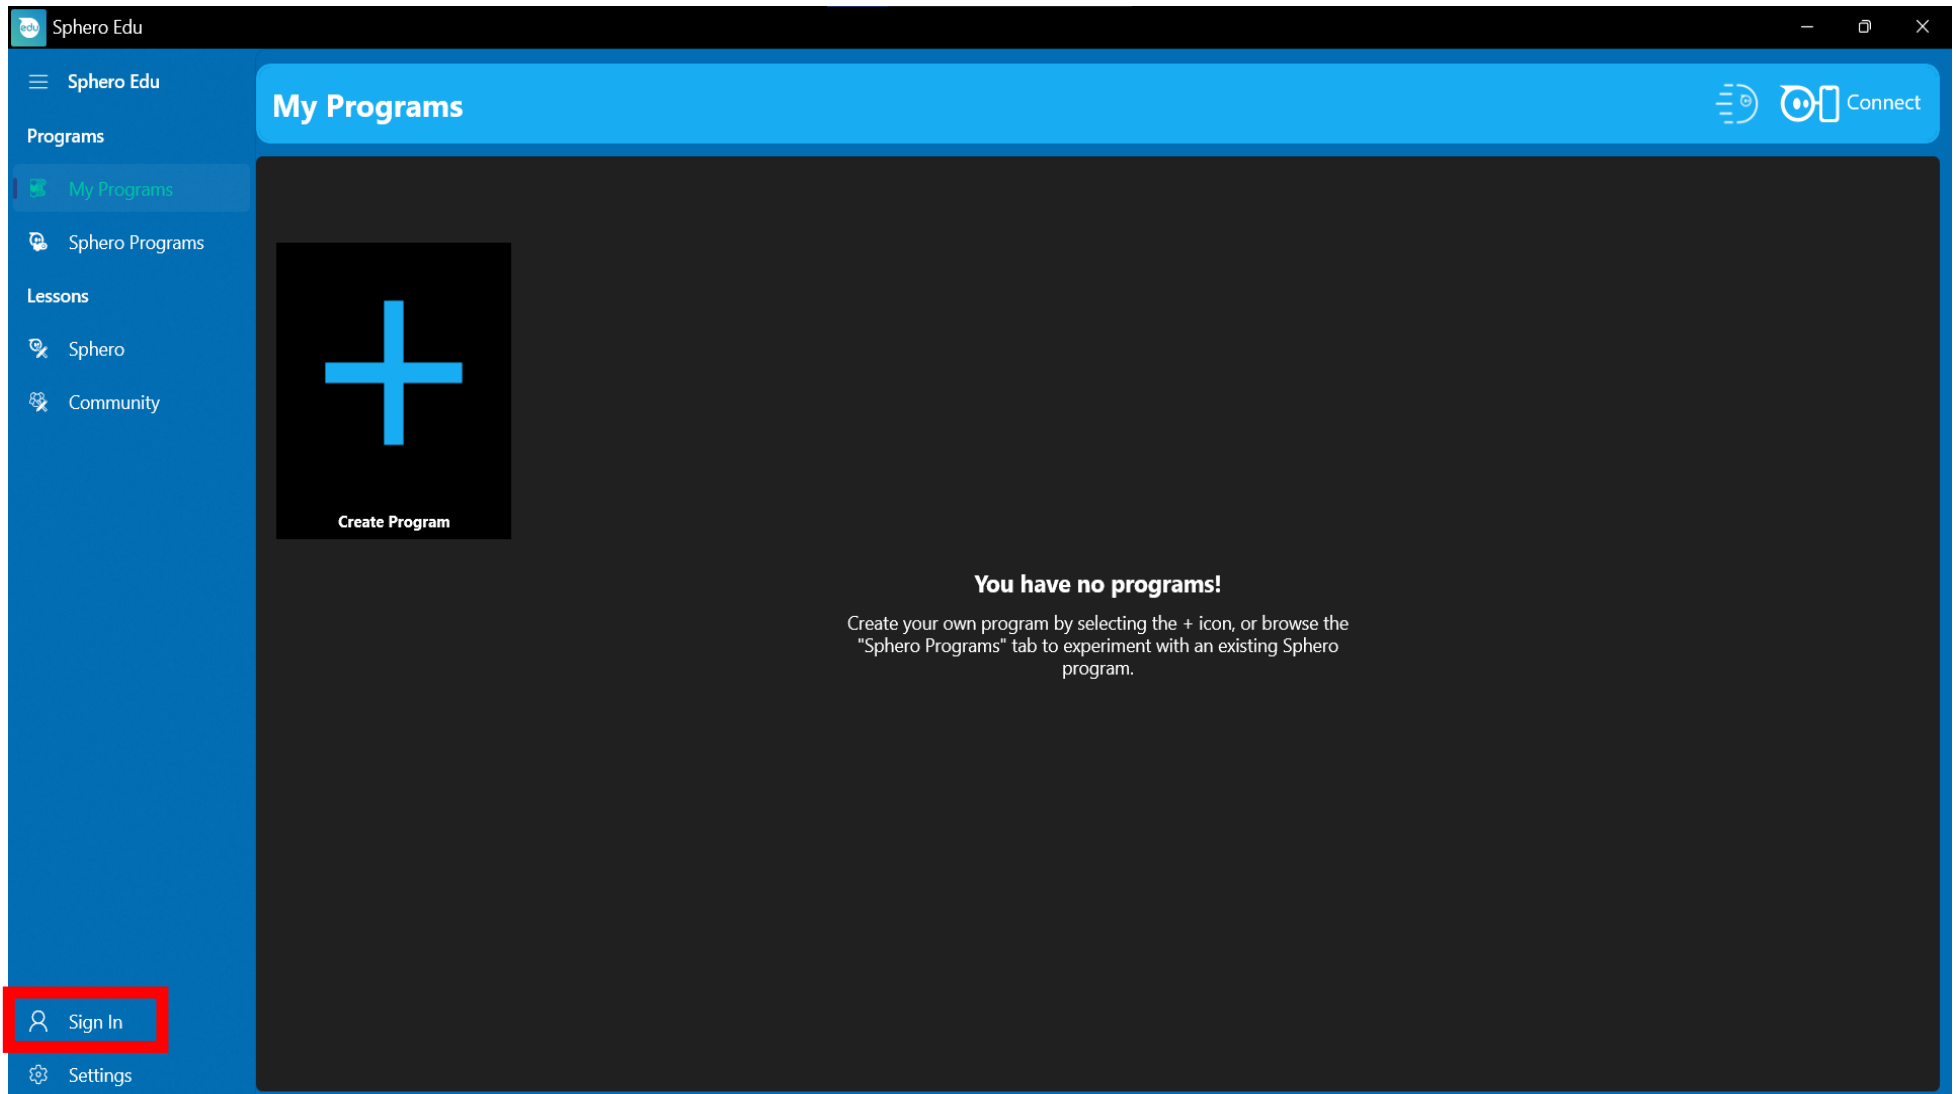 edu Sphero Edu
Sphero Edu
Programs
My Programs
Sphero Programs
Lessons
Sphero
Community
Sign In
Settings
My Programs
Connect
Create Program
You have no programs!
Create your own program by selecting the + icon, or browse the
"Sphero Programs" tab to experiment with an existing Sphero
program.